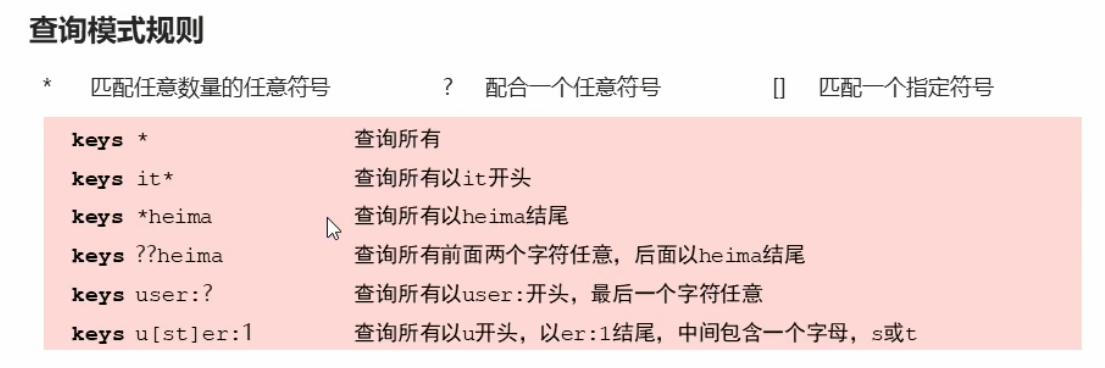 查询模式规则
* 匹配任意数量的任意符号 ? 配合一个任意符号 [] 匹配一个指定符号
keys * 查询所有
keys it* 查询所有以it开头
keys *heima 查询所有以heima结尾
keys ??heima 查询所有前面两个字符任意，后面以heima结尾
keys user:? 查询所有以user:开头，最后一个字符任意
keys u[st]er:1 查询所有以u开头，以er:1结尾，中间包含一个字母，s或t